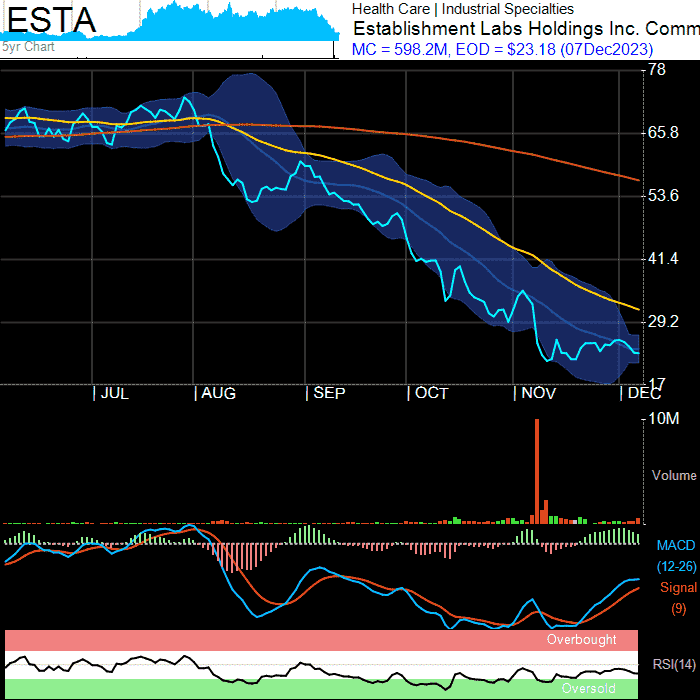 ESTA
5yr Chart
Health Care | Industrial Specialties
Establishment Labs Holdings Inc. Comm
MC = 598.2M, EOD = $23.18 (07Dec2023)
78
65.8
53.6
41.4
29.2
17
JUL
AUG
SEP
OCT
NOV
DEC
10M
Volume
MACD
(12-26)
Signal
(9)
Overbought
RSI(14)
Oversold